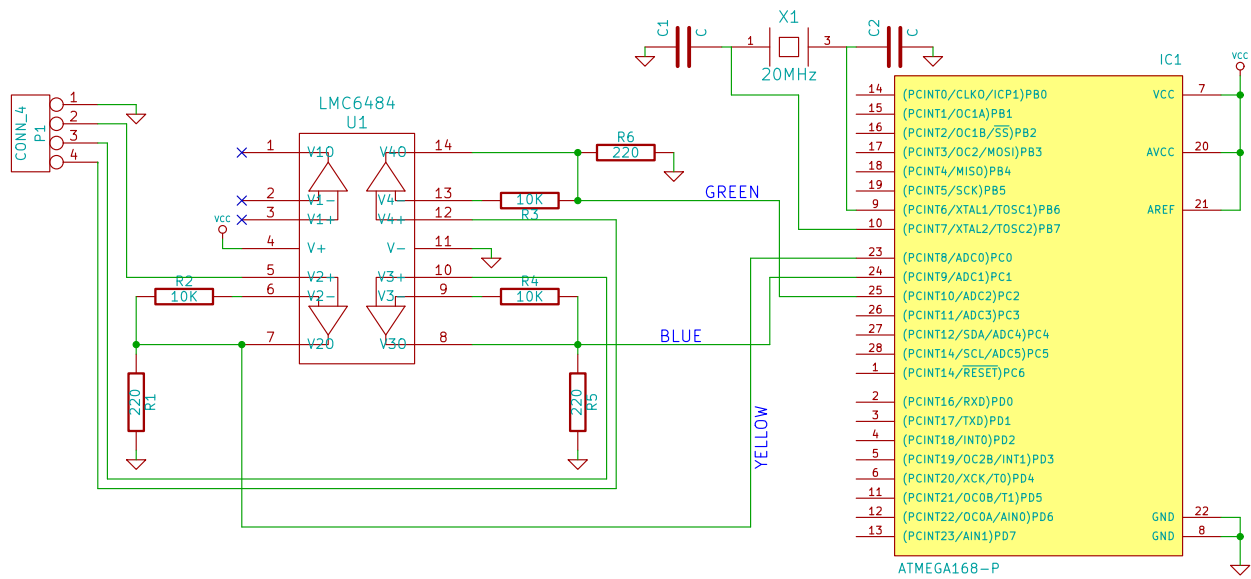 C1
C
X1
1
3
20MHz
C2
C
IC1
VCC
CONN_4
P1
1
2
3
4
LMC6484
U1
1 V1O
2 V1-
3 V1+
VCC
4 V+
5 V2+
6 V2-
7 V2O
V4O 14
V4- 13
V4+ 12
V- 11
V3+ 10
V3- 9
V3O 8
R6
220
10K
R3
R2
10K
R4
10K
220
R1
220
R5
GREEN
BLUE
YELLOW
14 (PCINT0/CLKO/ICP1)PB0
15 (PCINT1/OC1A)PB1
16 (PCINT2/OC1B/SS)PB2
17 (PCINT3/OC2/MOSI)PB3
18 (PCINT4/MISO)PB4
19 (PCINT5/SCK)PB5
9 (PCINT6/XTAL1/TOSC1)PB6
10 (PCINT7/XTAL2/TOSC2)PB7
23 (PCINT8/ADC0)PC0
24 (PCINT9/ADC1)PC1
25 (PCINT10/ADC2)PC2
26 (PCINT11/ADC3)PC3
27 (PCINT12/SDA/ADC4)PC4
28 (PCINT14/SCL/ADC5)PC5
1 (PCINT14/RESET)PC6
2 (PCINT16/RXD)PD0
3 (PCINT17/TXD)PD1
4 (PCINT18/INT0)PD2
5 (PCINT19/OC2B/INT1)PD3
6 (PCINT20/XCK/T0)PD4
11 (PCINT21/OC0B/T1)PD5
12 (PCINT22/OC0A/AIN0)PD6
13 (PCINT23/AIN1)PD7
VCC 7
AVCC 20
AREF 21
GND 22
GND 8
ATMEGA168-P